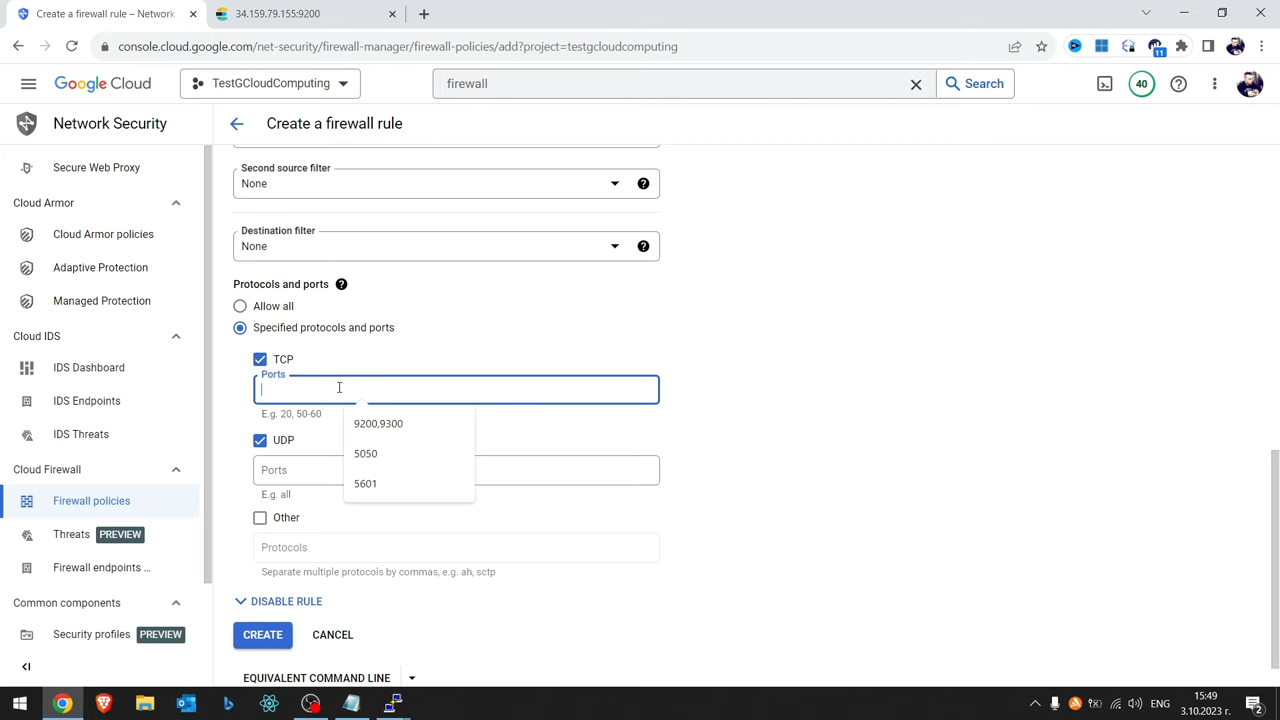 Create a firewall rule – Network Security
34.159.79.155:9200
console.cloud.google.com/net-security/firewall-manager/firewall-policies/add?project=testgcloudcomputing
11
Google Cloud
TestGCloudComputing
firewall
Search
40
Network Security
Create a firewall rule
Secure Web Proxy
Cloud Armor
Cloud Armor policies
Adaptive Protection
Managed Protection
Cloud IDS
IDS Dashboard
IDS Endpoints
IDS Threats
Cloud Firewall
Firewall policies
Threats PREVIEW
Firewall endpoints ...
Common components
Security profiles PREVIEW
Second source filter
None
Destination filter
None
Protocols and ports
Allow all
Specified protocols and ports
TCP
Ports
E.g. 20, 50-60
9200,9300
5050
5601
UDP
Ports
E.g. all
Other
Protocols
Separate multiple protocols by commas, e.g. ah, sctp
DISABLE RULE
CREATE
CANCEL
EQUIVALENT COMMAND LINE
ENG
15:49
3.10.2023 г.
2